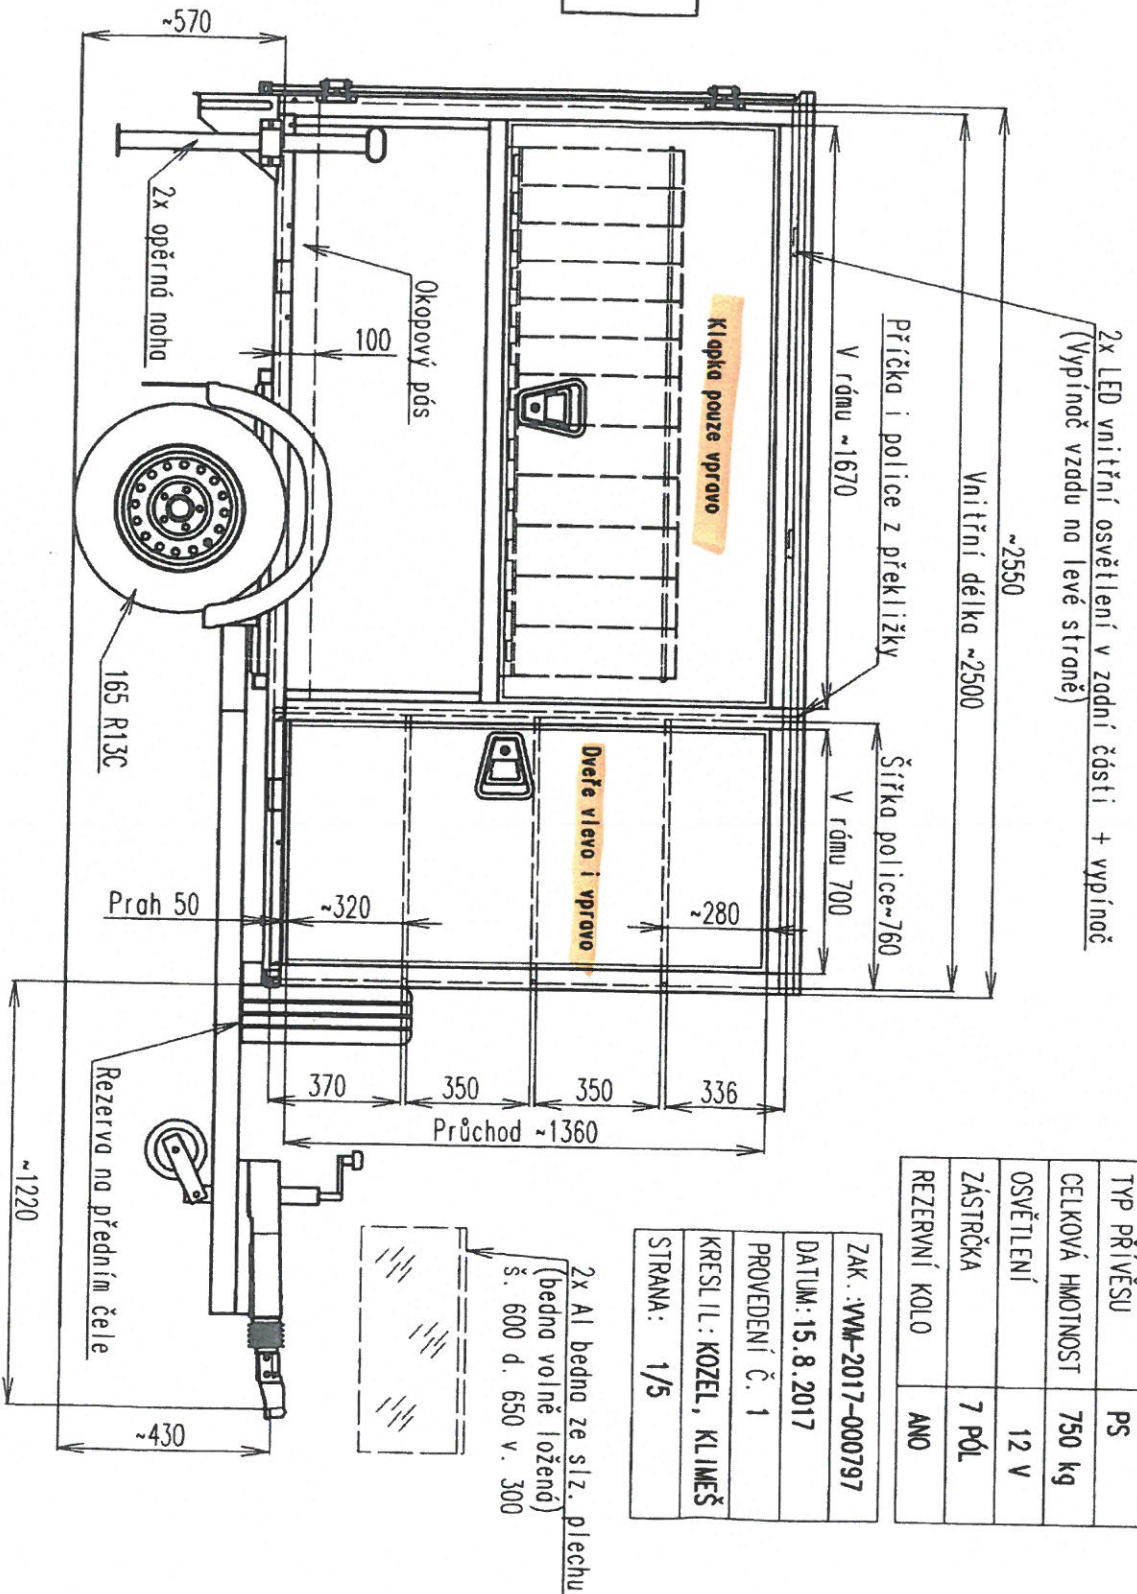 2x LED vnitřní osvětlení v zadní části + vypínač
(Vypínač vzadu na levé straně)
~2550
Vnitřní délka ~2500
Příčka i police z překližky
Šířka police~760
V rámu ~1670
V rámu 700
Klapka pouze vpravo
Dveře vlevo i vpravo
~280
~320
Prah 50
Okopový pás
100
2x opěrná noha
~570
165 R13C
336
350
350
370
Průchod ~1360
Rezerva na předním čele
~1220
~430
2x Al bedna ze slz. plechu
(bedna volně ložená)
š. 600 d. 650 v. 300
TYP PŘÍVĚSU PS
CELKOVÁ HMOTNOST 750 kg
OSVĚTLENÍ 12 V
ZÁSTRČKA 7 PÓL
REZERVNÍ KOLO ANO
ZAK.:VVM-2017-000797
DATUM:15.8.2017
PROVEDENÍ Č. 1
KRESLIL: KOZEL, KLIMEŠ
STRANA: 1/5